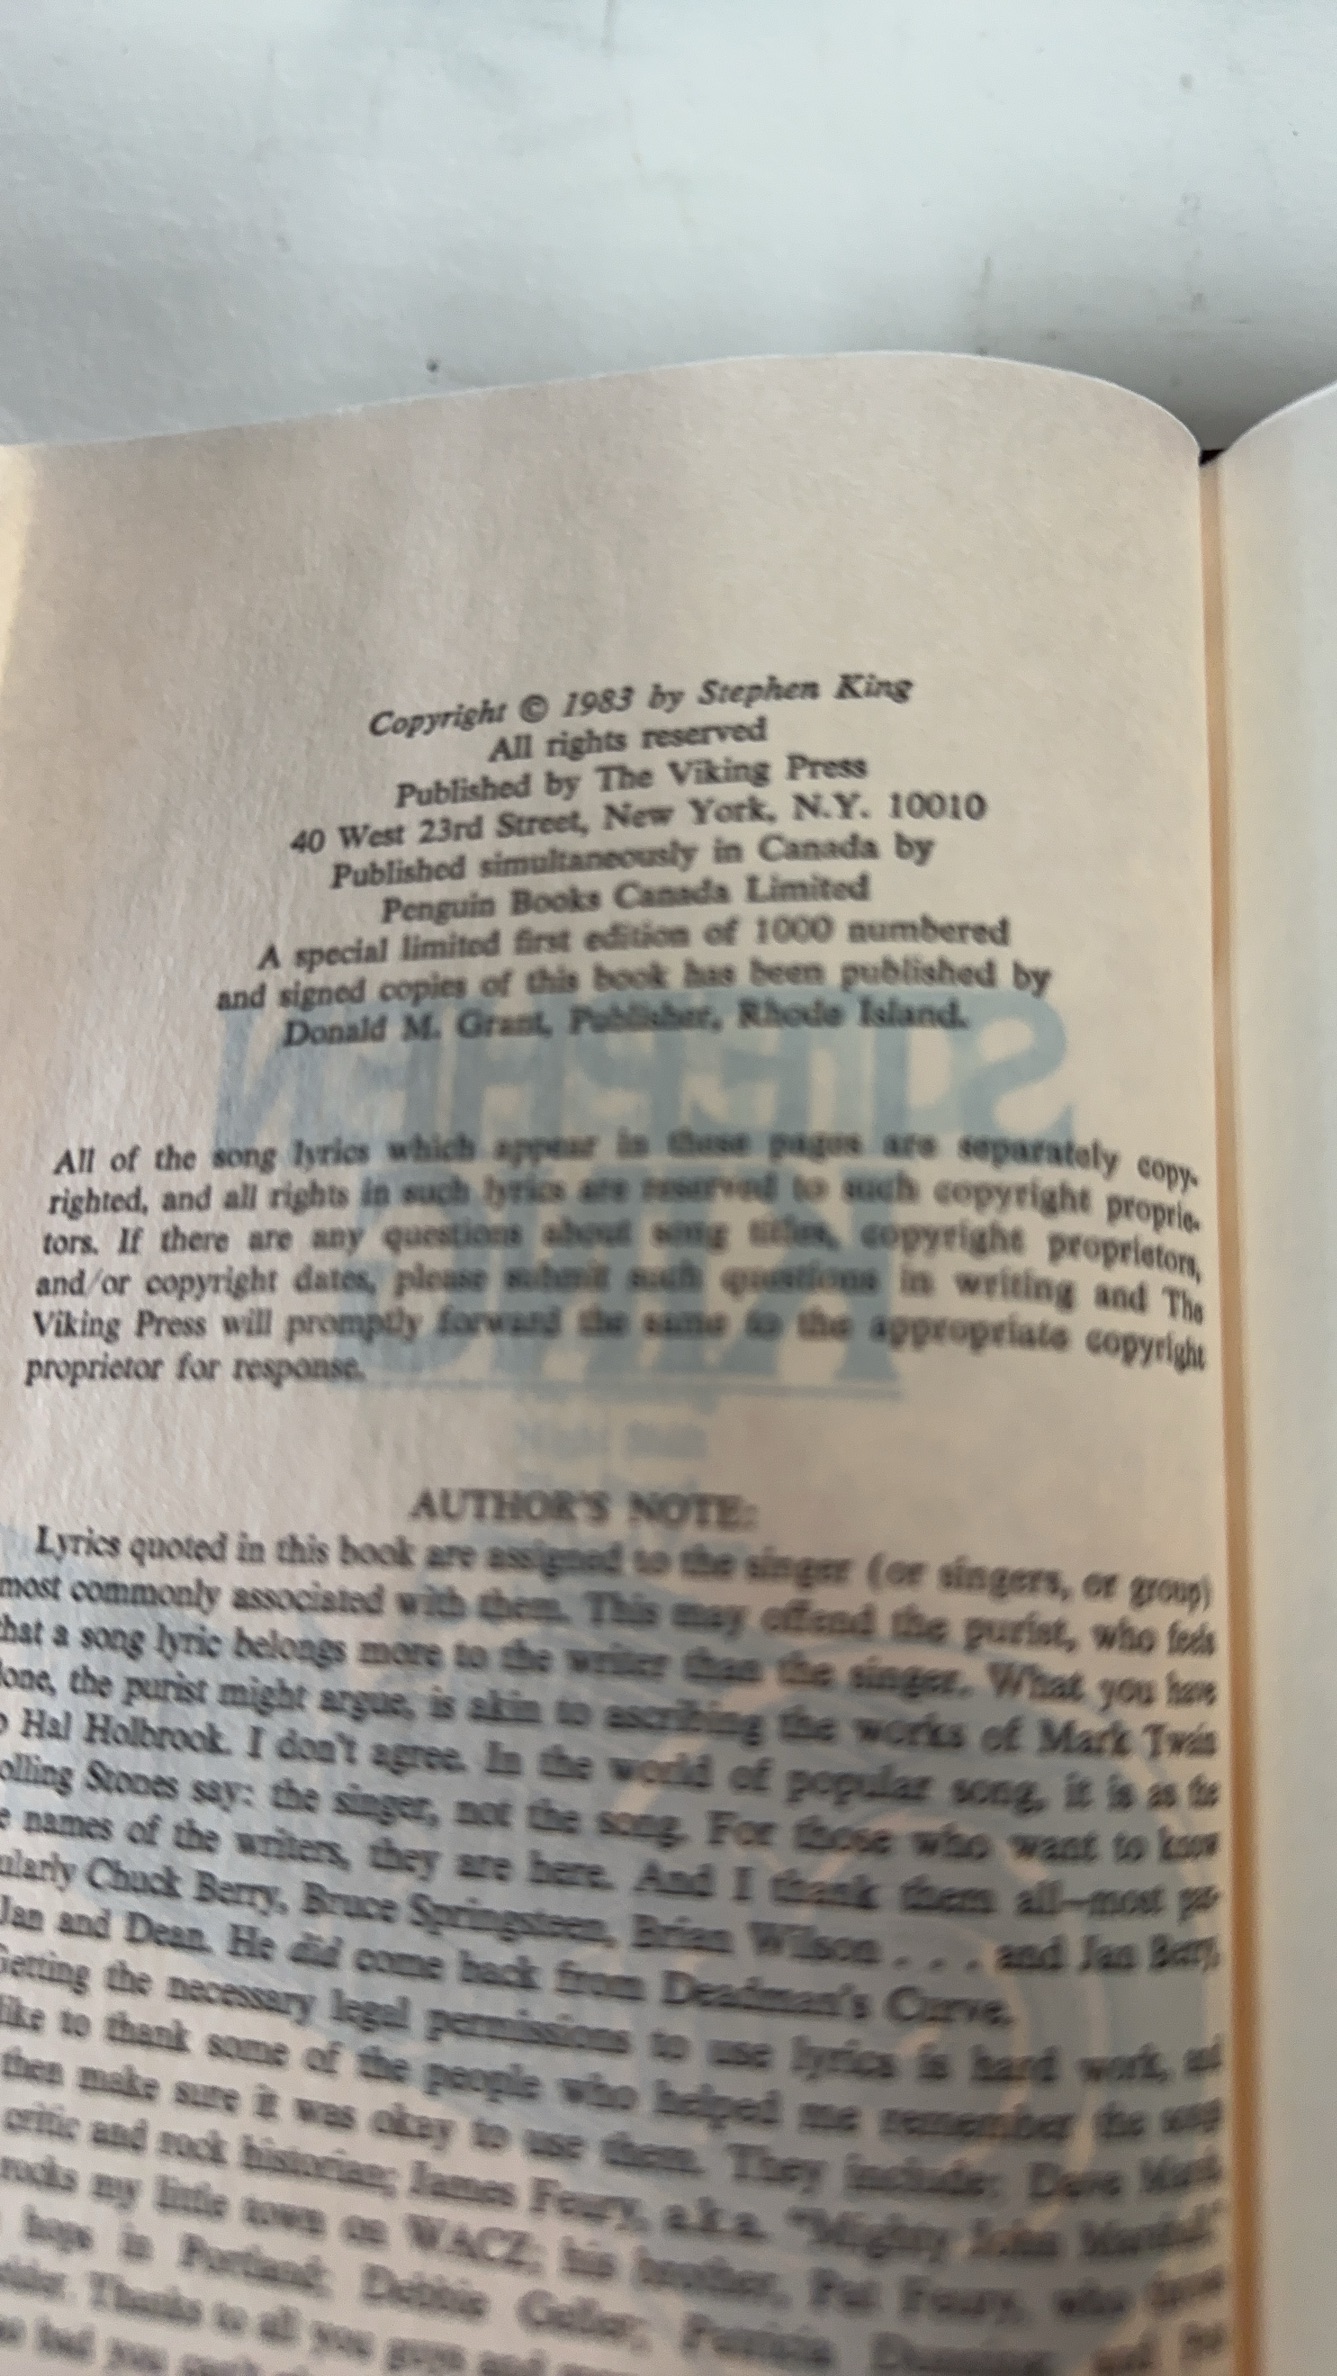 Copyright © 1983 by Stephen King
All rights reserved
Published by The Viking Press
40 West 23rd Street, New York, N.Y. 10010
Published simultaneously in Canada by
Penguin Books Canada Limited
A special limited first edition of 1000 numbered
and signed copies of this book has been published by
Donald M. Grant, Publisher, Rhode Island.
All of the song lyrics which appear in these pages are separately copy-
righted, and all rights in such lyrics are reserved to such copyright proprie-
tors. If there are any questions about song titles, copyright proprietors,
and/or copyright dates, please submit such questions in writing and The
Viking Press will promptly forward the same to the appropriate copyright
proprietor for response.
AUTHOR'S NOTE:
Lyrics quoted in this book are assigned to the singer (or singers, or group)
most commonly associated with them. This may offend the purist, who feels
that a song lyric belongs more to the writer than the singer. What you have
done, the purist might argue, is akin to ascribing the works of Mark Twain
Hal Holbrook. I don't agree. In the world of popular song, it is as the
olling Stones say: the singer, not the song. For those who want to know
names of the writers, they are here. And I thank them all—most par-
ularly Chuck Berry, Bruce Springsteen, Brian Wilson . . . and Jan Berry,
Jan and Dean. He did come back from Deadman's Curve.
Getting the necessary legal permissions to use lyrics is hard work, and
like to thank some of the people who helped me remember the songs
then make sure it was okay to use them. They include: Dave Marsh,
critic and rock historian; James Feury, a.k.a. "Mighty John Marshall"
rocks my little town on WACZ; his brother, Pat Feury, who
hops in Portland; Debbie Geller; Patricia Dunning
Thanks to all you guys and